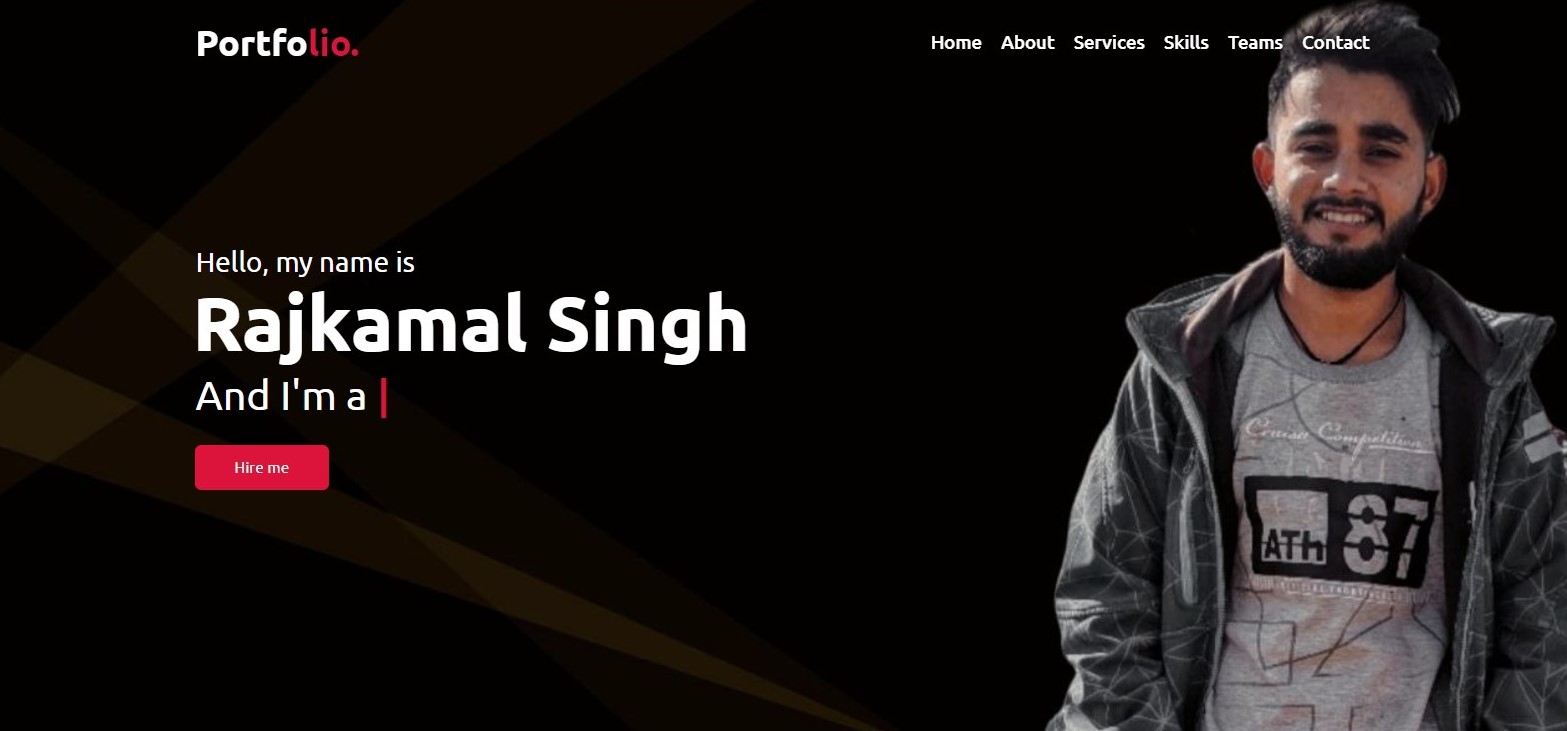 Portfolio.
Home About Services Skills Teams Contact
Hello, my name is
Rajkamal Singh
And I'm a
Hire me
Cruise Competition
ATh 87